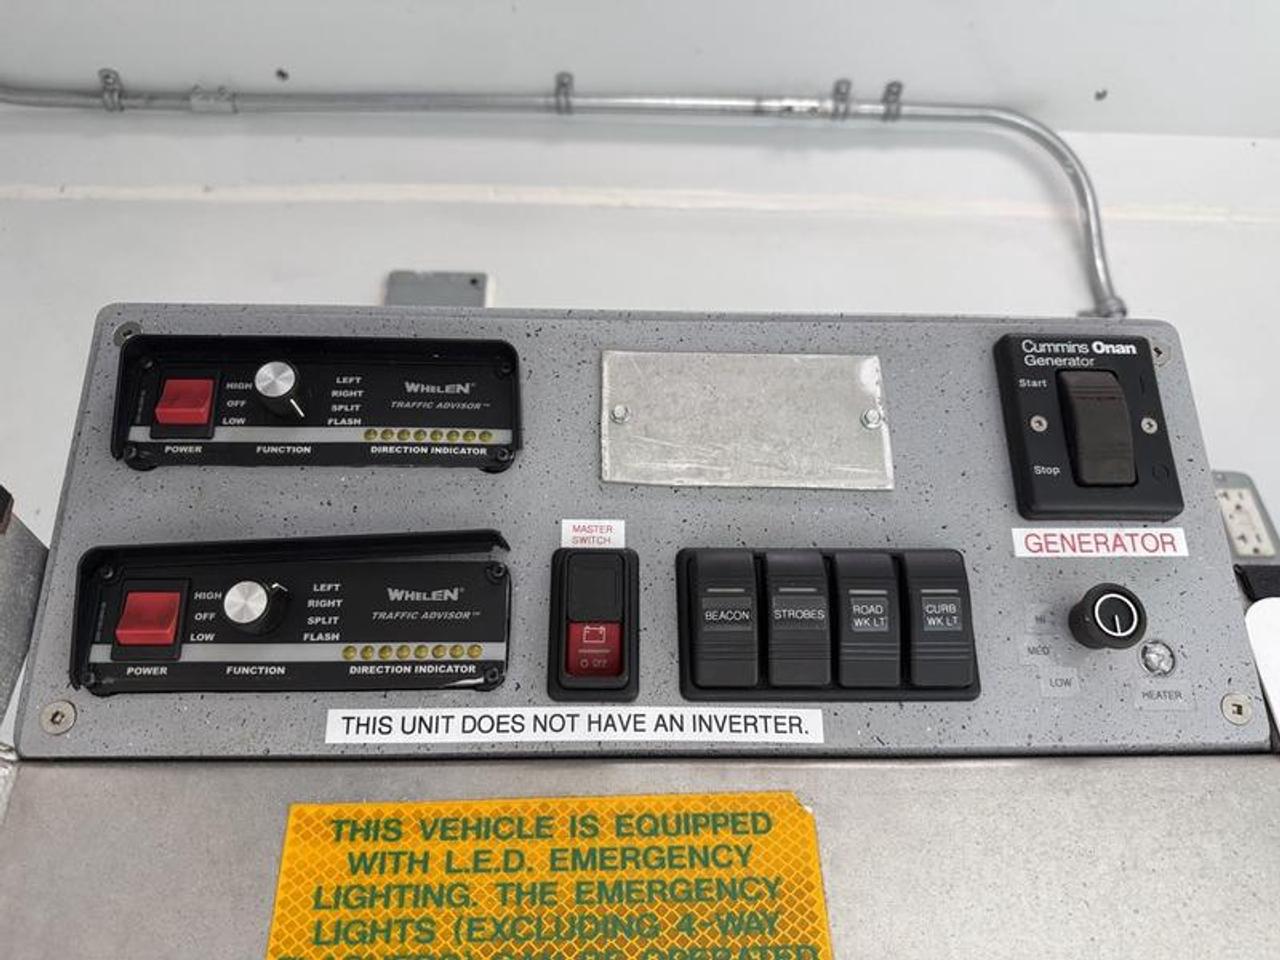 HIGH
OFF
LOW
LEFT
RIGHT
SPLIT
FLASH
WHELEN
TRAFFIC ADVISOR™
POWER
FUNCTION
DIRECTION INDICATOR
Cummins Onan
Generator
Start
Stop
GENERATOR
HIGH
OFF
LOW
LEFT
RIGHT
SPLIT
FLASH
WHELEN®
TRAFFIC ADVISOR™
POWER
FUNCTION
DIRECTION INDICATOR
MASTER
SWITCH
OFF
BEACON
STROBES
ROAD
WK LT
CURB
WK LT
HI
MED
LOW
HEATER
THIS UNIT DOES NOT HAVE AN INVERTER.
THIS VEHICLE IS EQUIPPED
WITH L.E.D. EMERGENCY
LIGHTING. THE EMERGENCY
LIGHTS (EXCLUDING 4-WAY